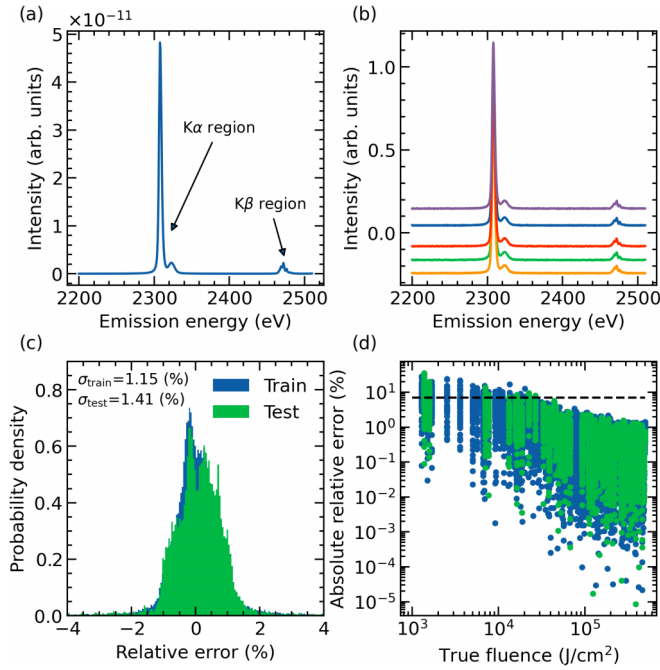 (a)
×10⁻¹¹
Intensity (arb. units)
5
4
3
2
1
0
Kα region
Kβ region
2200
2300
2400
2500
Emission energy (eV)
(b)
Intensity (arb. units)
1.0
0.5
0.0
2200
2300
2400
2500
Emission energy (eV)
(c)
Probability density
0.8
0.6
0.4
0.2
0.0
σtrain=1.15 (%)
σtest=1.41 (%)
Train
Test
−4
−2
0
2
4
Relative error (%)
(d)
Absolute relative error (%)
10¹
10⁰
10⁻¹
10⁻²
10⁻³
10⁻⁴
10⁻⁵
10³
10⁴
10⁵
True fluence (J/cm²)